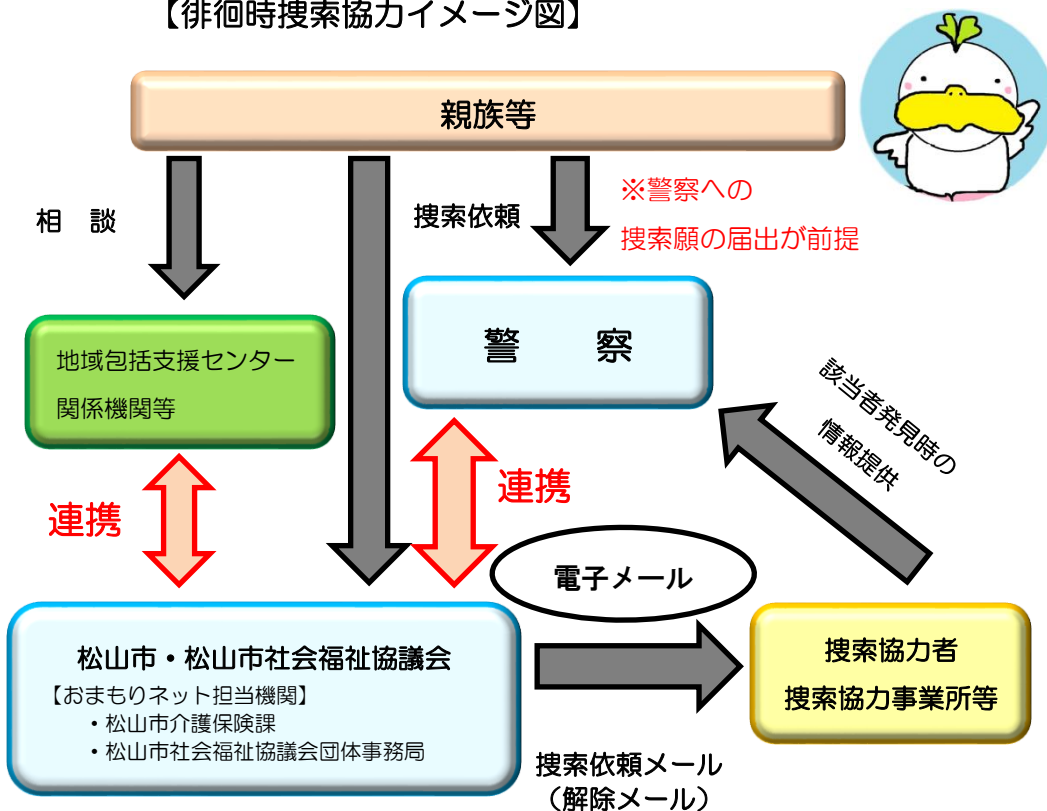 【徘徊時捜索協力イメージ図】
親族等
相　談
捜索依頼
※警察への
捜索願の届出が前提
警　察
地域包括支援センター
関係機関等
該当者発見時の
情報提供
連携
連携
電子メール
松山市・松山市社会福祉協議会
【おまもりネット担当機関】
・松山市介護保険課
・松山市社会福祉協議会団体事務局
捜索協力者
捜索協力事業所等
捜索依頼メール
（解除メール）